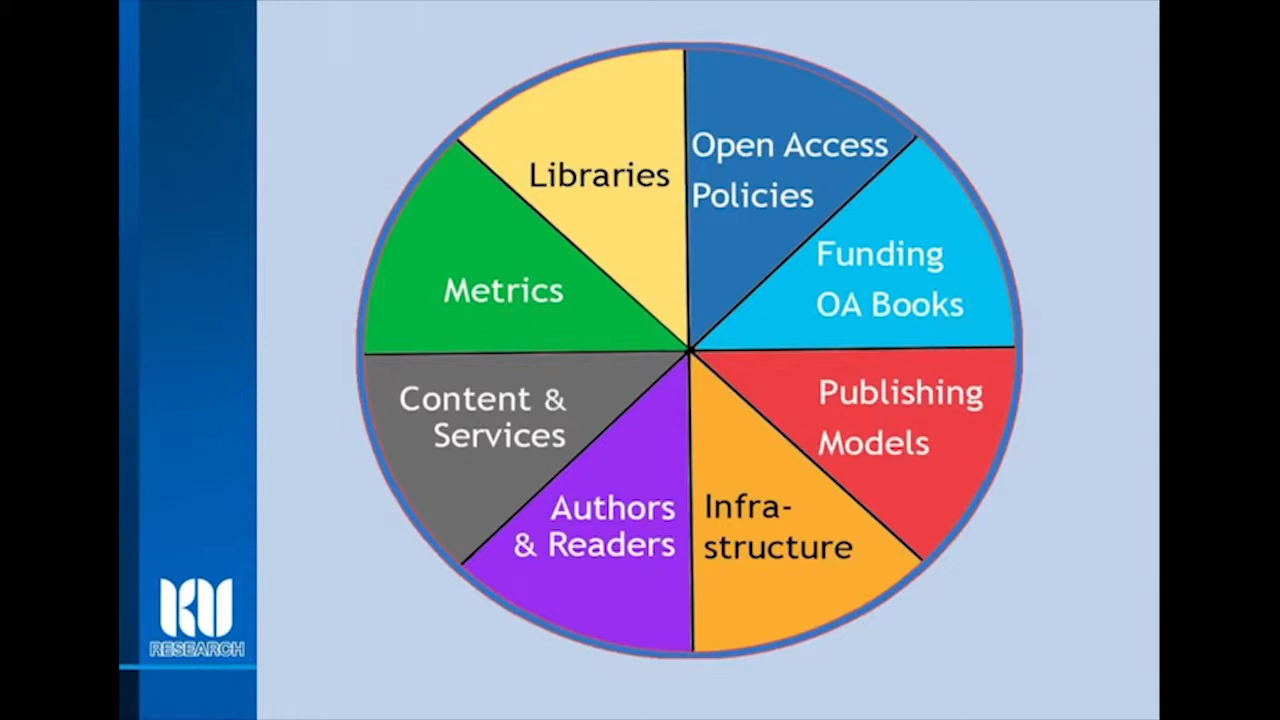 Libraries
Open Access
Policies
Funding
OA Books
Publishing
Models
Infra-
structure
Authors
& Readers
Content &
Services
Metrics
KU
RESEARCH